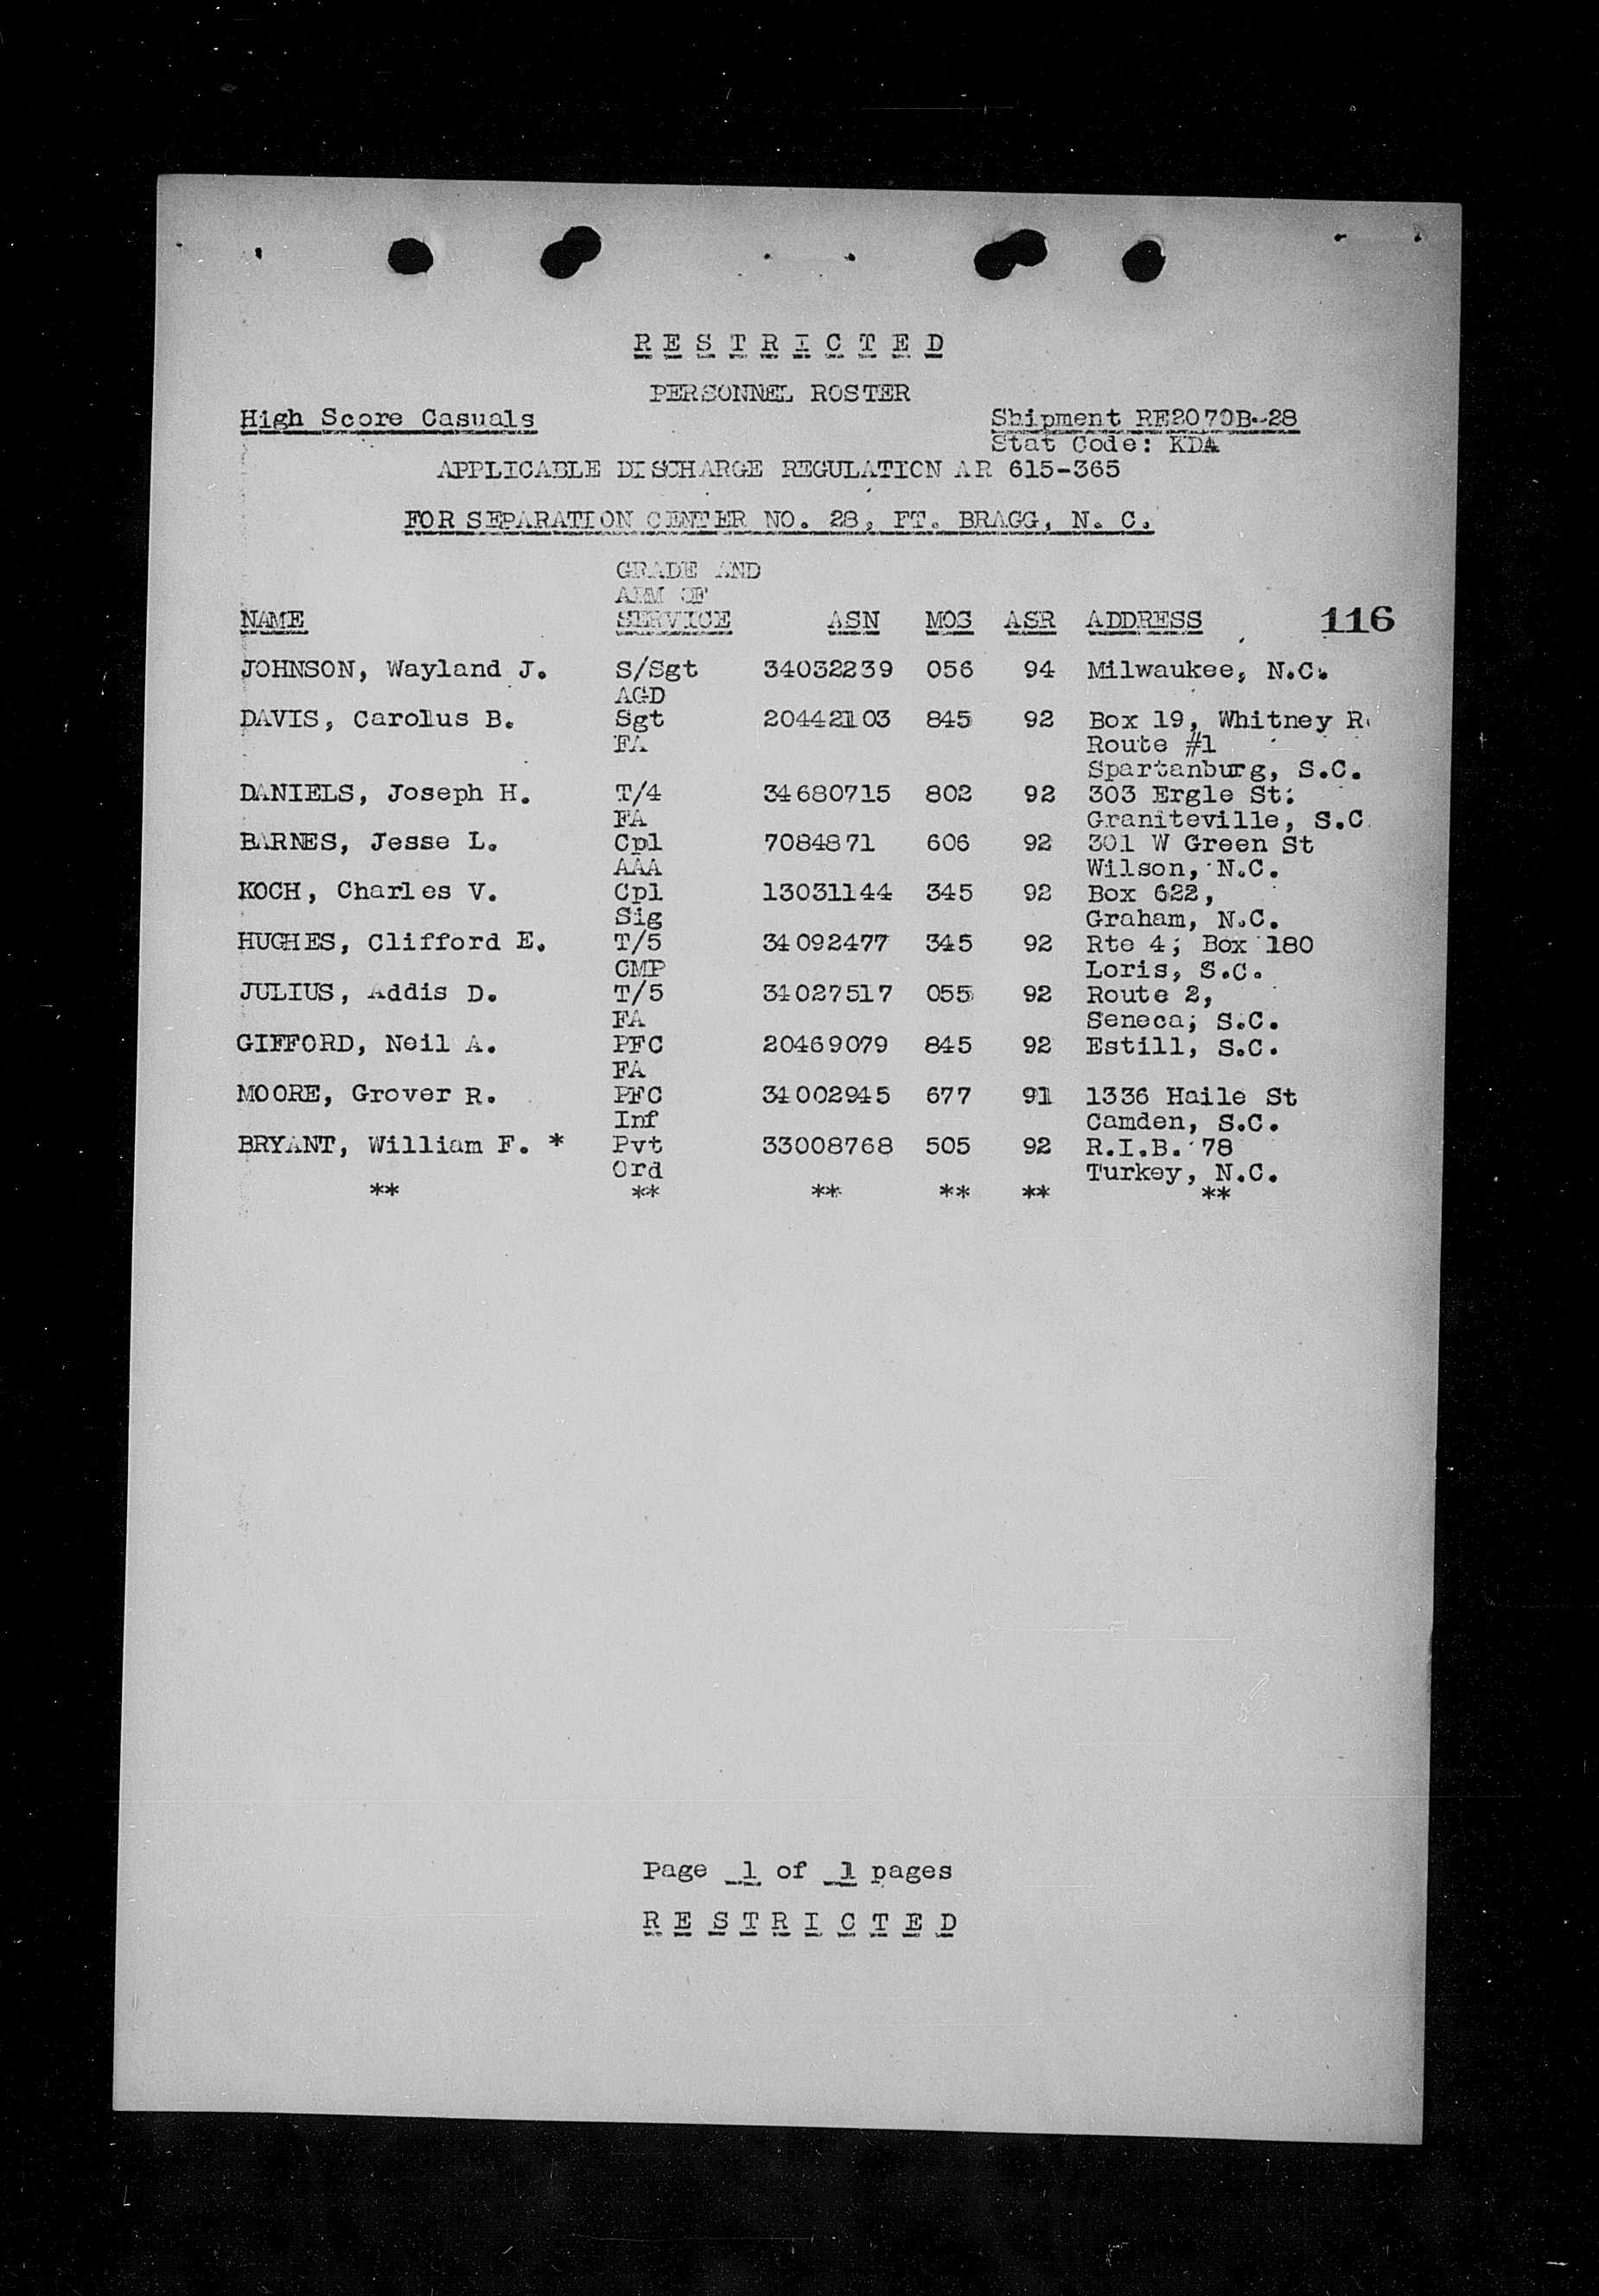 R E S T R I C T E D
PERSONNEL ROSTER
High Score Casuals Shipment RE2070B-28
Stat Code: KDA
APPLICABLE DISCHARGE REGULATION AR 615-365
FOR SEPARATION CENTER NO. 28, FT. BRAGG, N. C.
GRADE AND
ARM OF
NAME SERVICE ASN MOS ASR ADDRESS 116
JOHNSON, Wayland J. S/Sgt 34032239 056 94 Milwaukee, N.C.
AGD
DAVIS, Carolus B. Sgt 20442103 845 92 Box 19, Whitney R
FA Route #1
Spartanburg, S.C.
DANIELS, Joseph H. T/4 34680715 802 92 303 Ergle St.
FA Graniteville, S.C
BARNES, Jesse L. Cpl 7084871 606 92 301 W Green St
AAA Wilson, N.C.
KOCH, Charles V. Cpl 13031144 345 92 Box 622,
Sig Graham, N.C.
HUGHES, Clifford E. T/5 34092477 345 92 Rte 4; Box 180
CMP Loris, S.C.
JULIUS, Addis D. T/5 34027517 055 92 Route 2,
FA Seneca; S.C.
GIFFORD, Neil A. PFC 20469079 845 92 Estill, S.C.
FA
MOORE, Grover R. PFC 34002945 677 91 1336 Haile St
Inf Camden, S.C.
BRYANT, William F. * Pvt 33008768 505 92 R.I.B. 78
Ord Turkey, N.C.
** ** ** ** ** **
Page 1 of 1 pages
R E S T R I C T E D